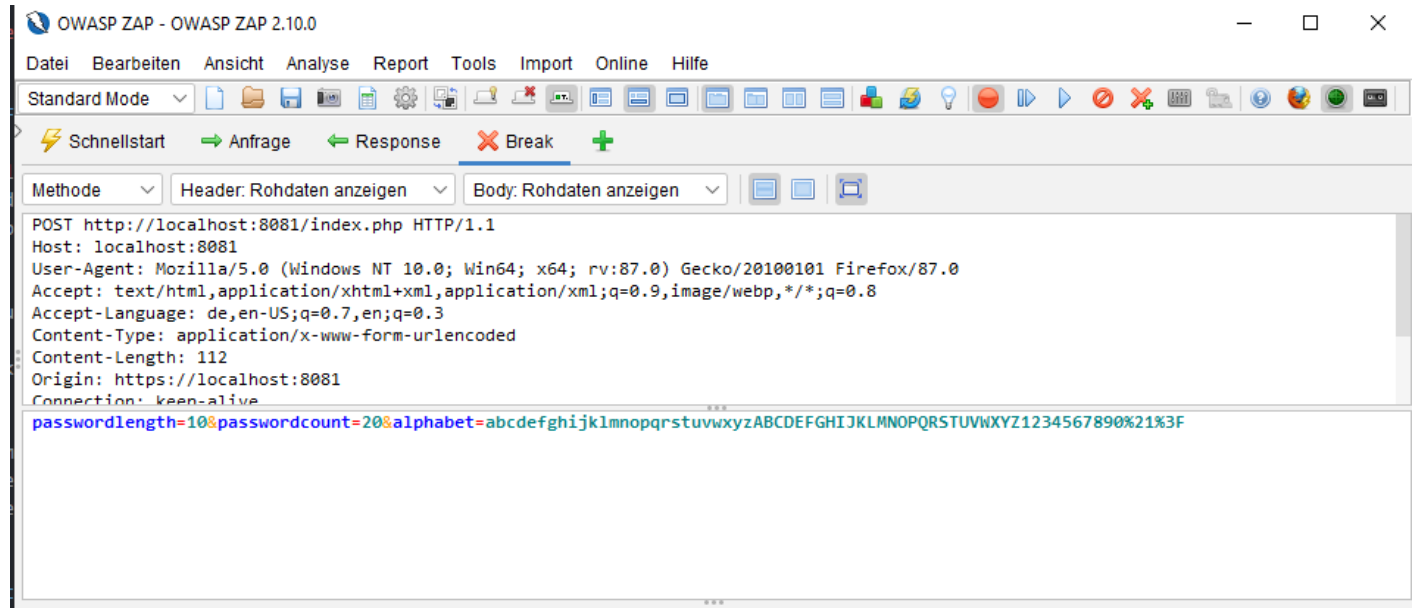 OWASP ZAP - OWASP ZAP 2.10.0
Datei Bearbeiten Ansicht Analyse Report Tools Import Online Hilfe
Standard Mode
Schnellstart Anfrage Response Break
Methode Header: Rohdaten anzeigen Body: Rohdaten anzeigen
POST http://localhost:8081/index.php HTTP/1.1
Host: localhost:8081
User-Agent: Mozilla/5.0 (Windows NT 10.0; Win64; x64; rv:87.0) Gecko/20100101 Firefox/87.0
Accept: text/html,application/xhtml+xml,application/xml;q=0.9,image/webp,*/*;q=0.8
Accept-Language: de,en-US;q=0.7,en;q=0.3
Content-Type: application/x-www-form-urlencoded
Content-Length: 112
Origin: https://localhost:8081
Connection: keep-alive
passwordlength=10&passwordcount=20&alphabet=abcdefghijklmnopqrstuvwxyzABCDEFGHIJKLMNOPQRSTUVWXYZ1234567890%21%3F